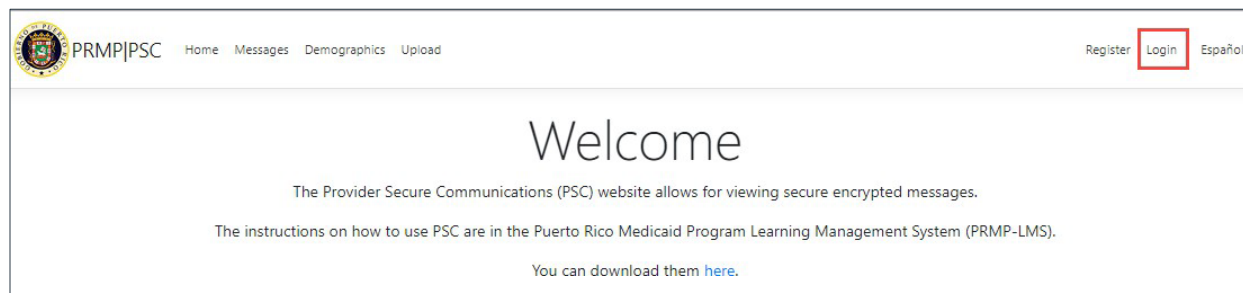 PRMP|PSC Home Messages Demographics Upload Register Login Español
Welcome
The Provider Secure Communications (PSC) website allows for viewing secure encrypted messages.
The instructions on how to use PSC are in the Puerto Rico Medicaid Program Learning Management System (PRMP-LMS).
You can download them here.